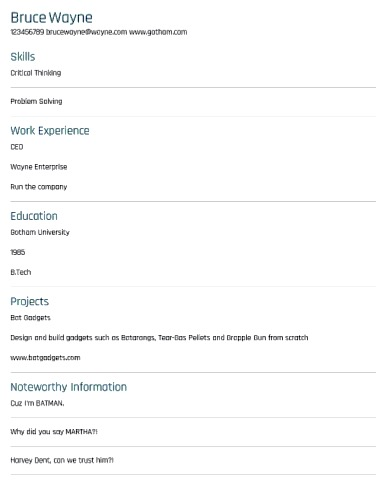 Bruce Wayne
123456789 brucewayne@wayne.com www.gotham.com
Skills
Critical Thinking
Problem Solving
Work Experience
CEO
Wayne Enterprise
Run the company
Education
Gotham University
1985
B.Tech
Projects
Bat Gadgets
Design and build gadgets such as Batarangs, Tear-Gas Pellets and Grapple Gun from scratch
www.batgadgets.com
Noteworthy Information
Cuz I'm BATMAN.
Why did you say MARTHA?!
Harvey Dent, can we trust him?!